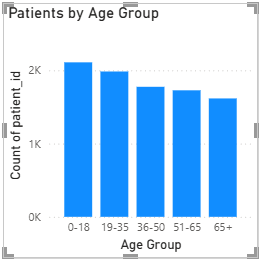 Patients by Age Group
Count of patient_id
2K
1K
0K
0-18 19-35 36-50 51-65 65+
Age Group